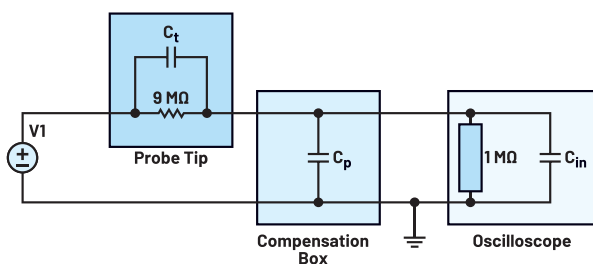 Ct
9 MΩ
V1
Probe Tip
Cp
1 MΩ
Cin
Compensation
Box
Oscilloscope